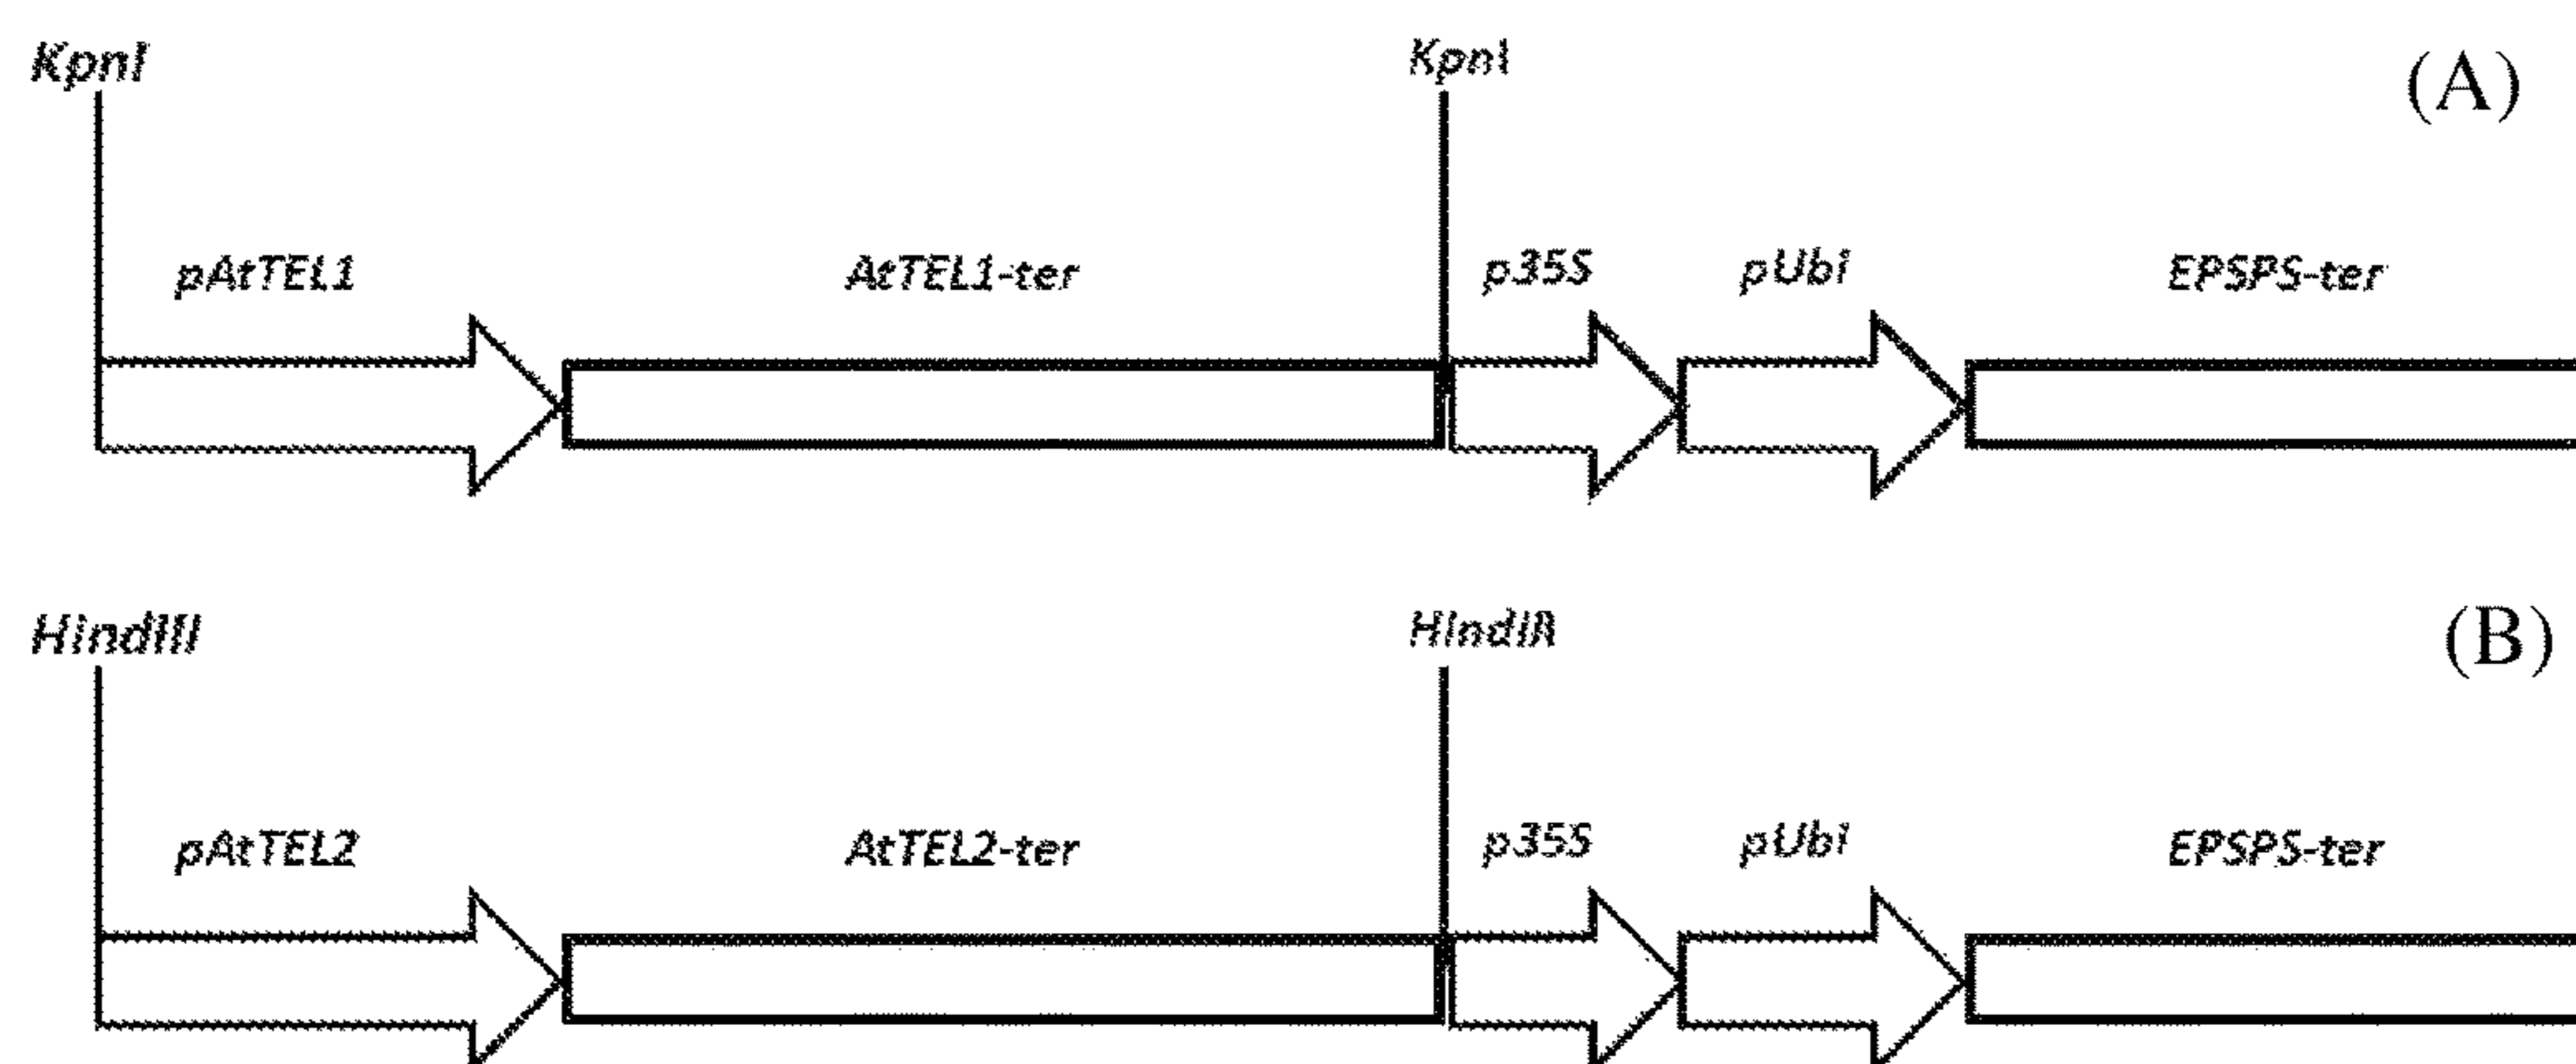 KpnI KpnI (A)
pAtTEL1 AtTEL1-ter p35S pUbi EPSPS-ter
HindIII HindIII (B)
pAtTEL2 AtTEL2-ter p35S pUbi EPSPS-ter